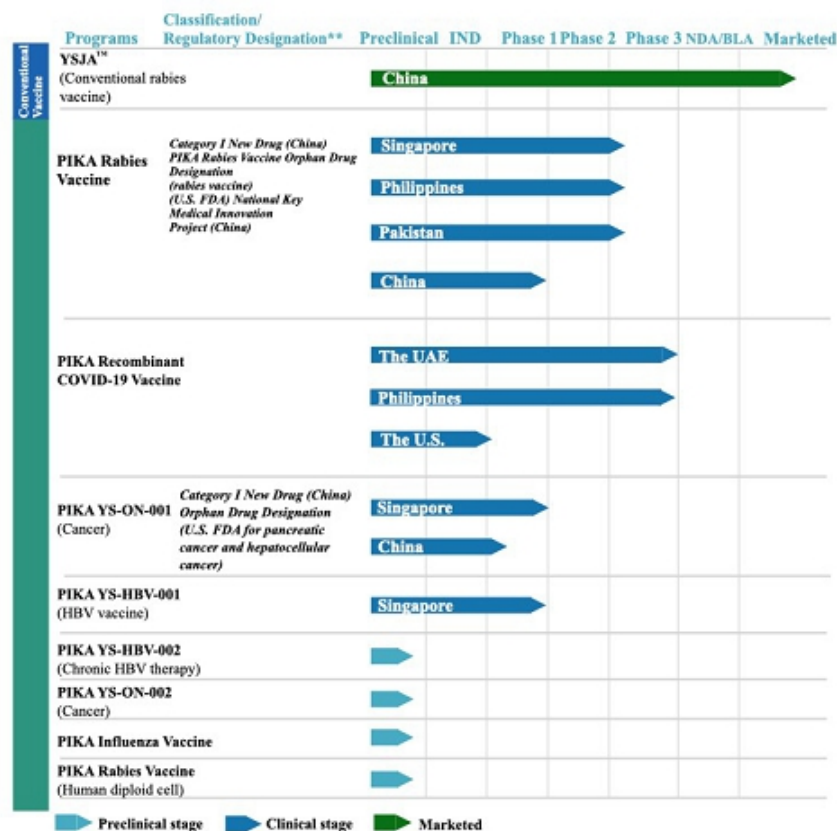 Conventional
Vaccine
Classification/
Programs Regulatory Designation** Preclinical IND Phase 1 Phase 2 Phase 3 NDA/BLA Marketed
YSJA™
(Conventional rabies
vaccine)
China
PIKA Rabies
Vaccine
Category I New Drug (China)
PIKA Rabies Vaccine Orphan Drug
Designation
(rabies vaccine)
(U.S. FDA) National Key
Medical Innovation
Project (China)
Singapore
Philippines
Pakistan
China
PIKA Recombinant
COVID-19 Vaccine
The UAE
Philippines
The U.S.
PIKA YS-ON-001
(Cancer)
Category I New Drug (China)
Orphan Drug Designation
(U.S. FDA for pancreatic
cancer and hepatocellular
cancer)
Singapore
China
PIKA YS-HBV-001
(HBV vaccine)
Singapore
PIKA YS-HBV-002
(Chronic HBV therapy)
PIKA YS-ON-002
(Cancer)
PIKA Influenza Vaccine
PIKA Rabies Vaccine
(Human diploid cell)
Preclinical stage Clinical stage Marketed